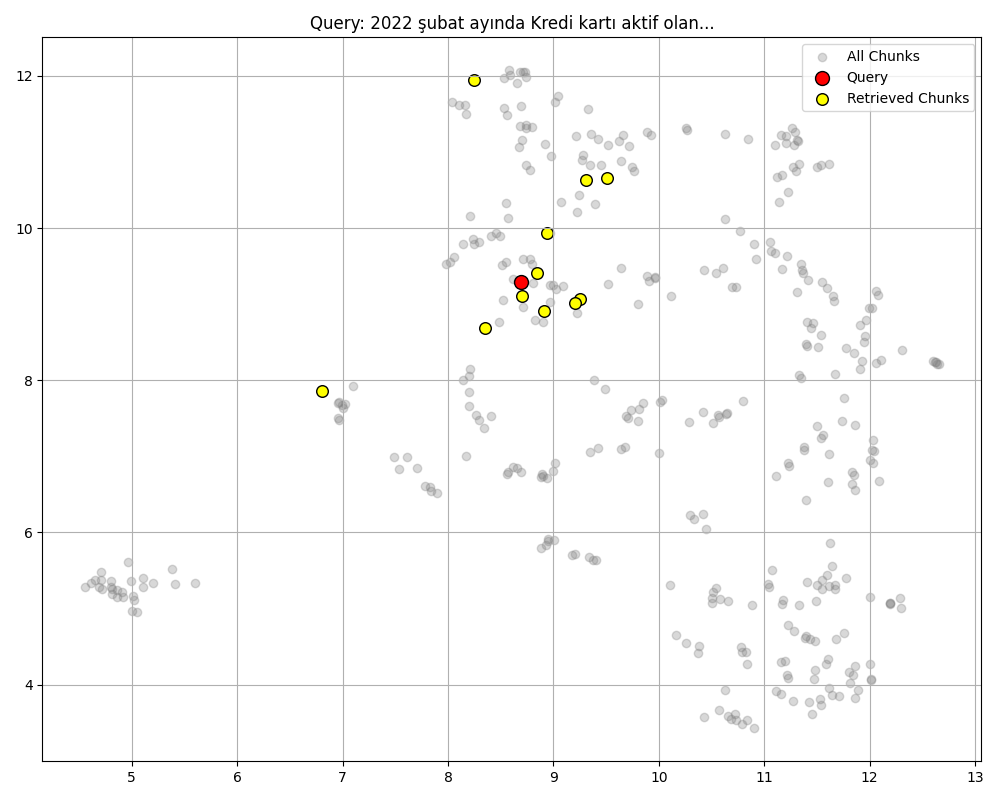 Query: 2022 şubat ayında Kredi kartı aktif olan...
All Chunks
Query
Retrieved Chunks
12
10
8
6
4
5 6 7 8 9 10 11 12 13